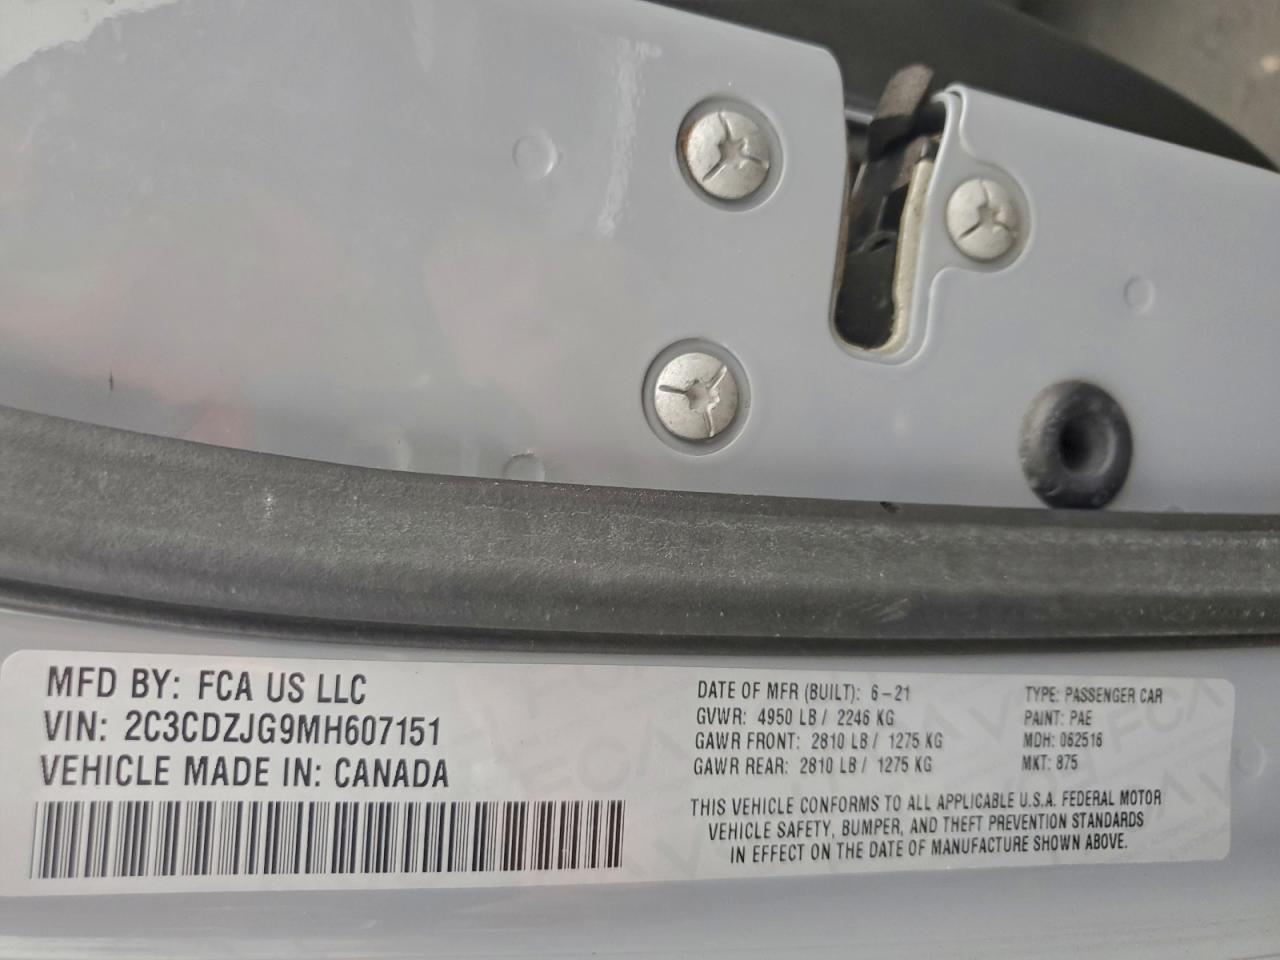 MFD BY: FCA US LLC
VIN: 2C3CDZJG9MH607151
VEHICLE MADE IN: CANADA
DATE OF MFR (BUILT): 6-21
GVWR: 4950 LB / 2246 KG
GAWR FRONT: 2810 LB / 1275 KG
GAWR REAR: 2810 LB / 1275 KG
TYPE: PASSENGER CAR
PAINT: PAE
MDH: 062516
MKT: 875
THIS VEHICLE CONFORMS TO ALL APPLICABLE U.S.A. FEDERAL MOTOR
VEHICLE SAFETY, BUMPER, AND THEFT PREVENTION STANDARDS
IN EFFECT ON THE DATE OF MANUFACTURE SHOWN ABOVE.